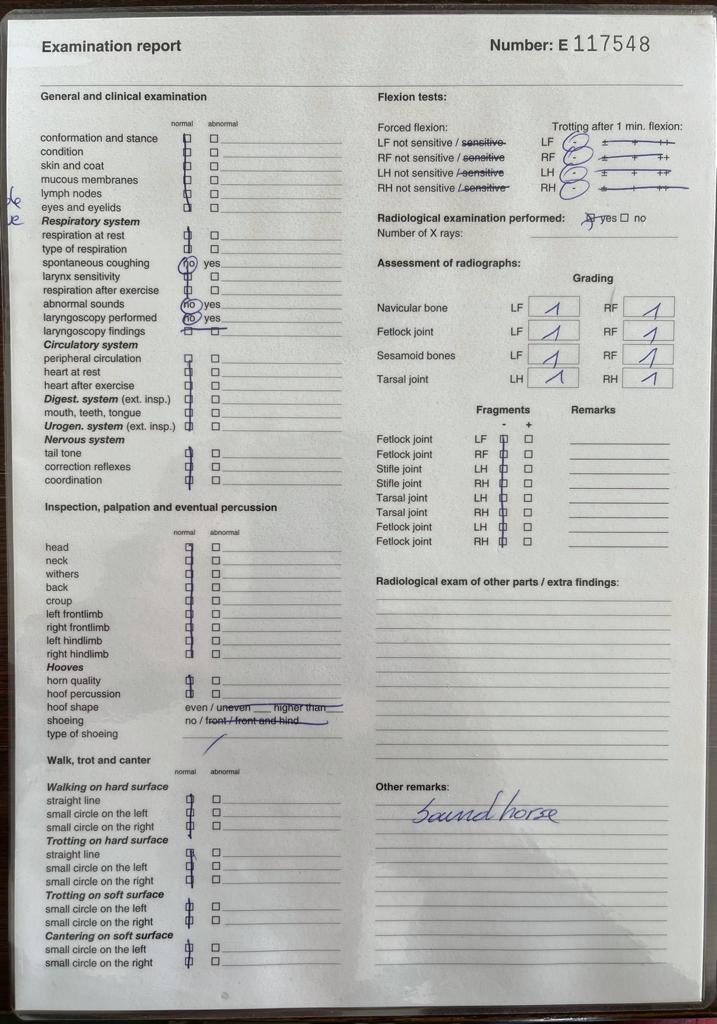 Examination report
Number: E 117548
General and clinical examination
normal abnormal
conformation and stance
condition
skin and coat
mucous membranes
lymph nodes
eyes and eyelids
Respiratory system
respiration at rest
type of respiration
spontaneous coughing no yes
larynx sensitivity
respiration after exercise
abnormal sounds no yes
laryngoscopy performed no yes
laryngoscopy findings
Circulatory system
peripheral circulation
heart at rest
heart after exercise
Digest. system (ext. insp.)
mouth, teeth, tongue
Urogen. system (ext. insp.)
Nervous system
tail tone
correction reflexes
coordination
Inspection, palpation and eventual percussion
normal abnormal
head
neck
withers
back
croup
left frontlimb
right frontlimb
left hindlimb
right hindlimb
Hooves
horn quality
hoof percussion
hoof shape even / uneven ___ higher than
shoeing no / front / front and hind
type of shoeing
Walk, trot and canter
normal abnormal
Walking on hard surface
straight line
small circle on the left
small circle on the right
Trotting on hard surface
straight line
small circle on the left
small circle on the right
Trotting on soft surface
small circle on the left
small circle on the right
Cantering on soft surface
small circle on the left
small circle on the right
Flexion tests:
Forced flexion: Trotting after 1 min. flexion:
LF not sensitive / sensitive LF - ± + ++
RF not sensitive / sensitive RF - ± + ++
LH not sensitive / sensitive LH - ± + ++
RH not sensitive / sensitive RH - ± + ++
Radiological examination performed: yes no
Number of X rays:
Assessment of radiographs:
Grading
Navicular bone LF 1 RF 1
Fetlock joint LF 1 RF 1
Sesamoid bones LF 1 RF 1
Tarsal joint LH 1 RH 1
Fragments Remarks
- +
Fetlock joint LF
Fetlock joint RF
Stifle joint LH
Stifle joint RH
Tarsal joint LH
Tarsal joint RH
Fetlock joint LH
Fetlock joint RH
Radiological exam of other parts / extra findings:
Other remarks:
Sound horse